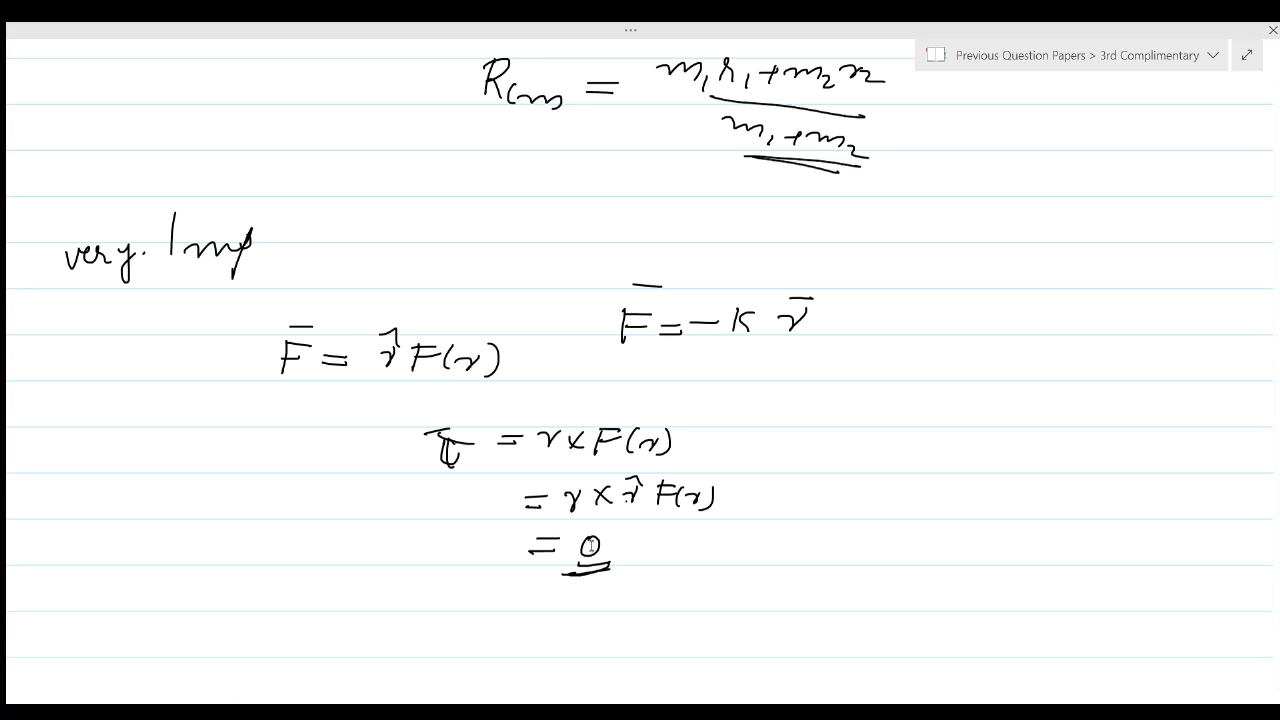 Previous Question Papers > 3rd Complimentary
R_cm = (m₁r₁ + m₂r₂) / (m₁ + m₂)
very. Imp
F̄ = -K r̄
F̄ = r̂ F(r)
τ = r × F(r)
= r × r̂ F(r)
= 0